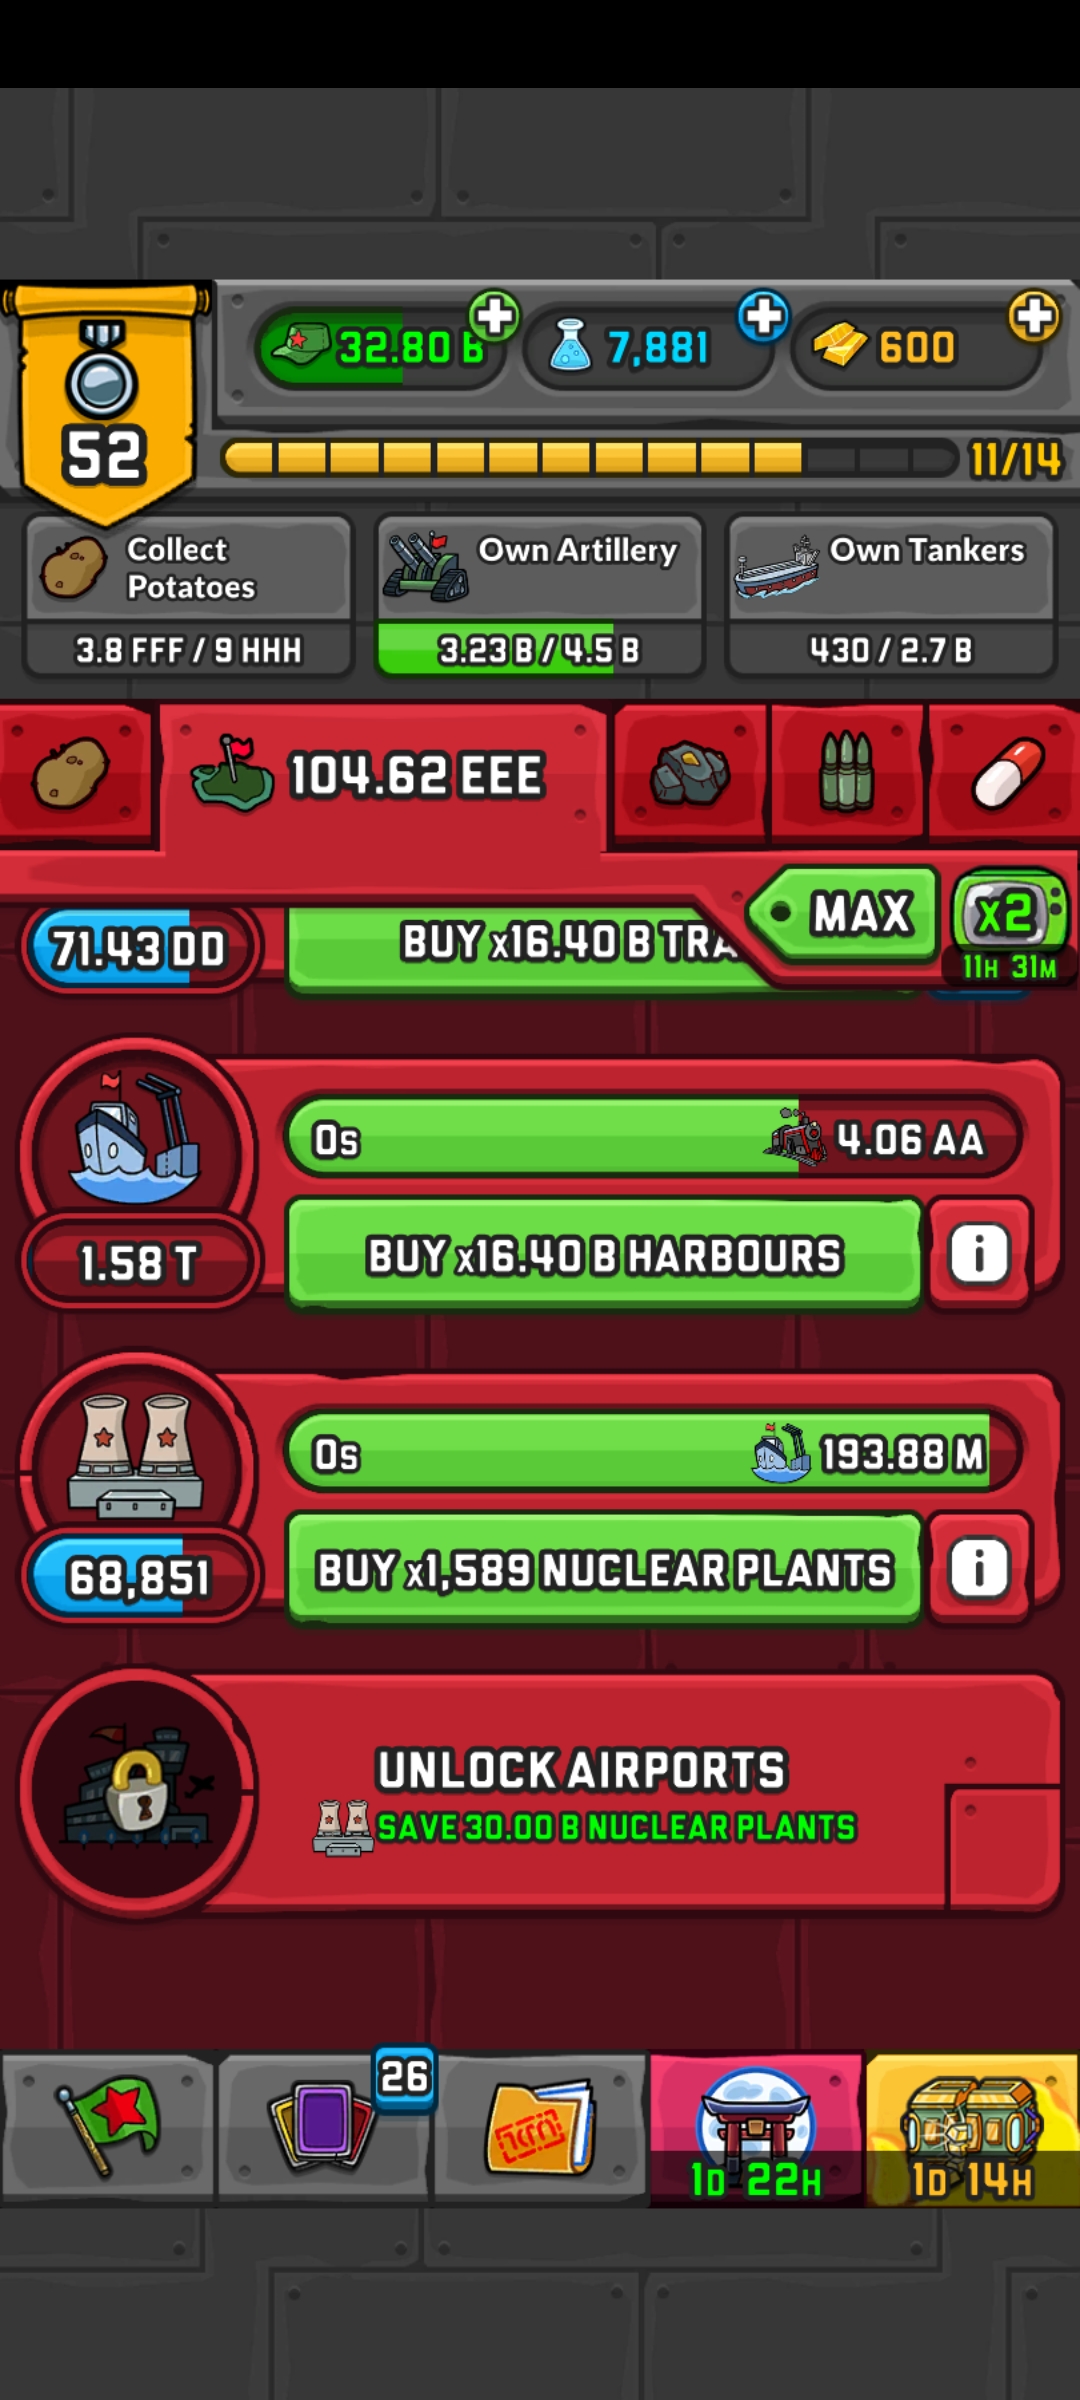 32.80 B
7,881
600
52
11/14
Collect
Potatoes
3.8 FFF / 9 HHH
Own Artillery
3.23 B / 4.5 B
Own Tankers
430 / 2.7 B
104.62 EEE
MAX
x2
11H 31M
71.43 DD
BUY x16.40 B TRA
0s
4.06 AA
1.58 T
BUY x16.40 B HARBOURS
i
0s
193.88 M
68,851
BUY x1,589 NUCLEAR PLANTS
i
UNLOCK AIRPORTS
SAVE 30.00 B NUCLEAR PLANTS
26
1D 22H
1D 14H